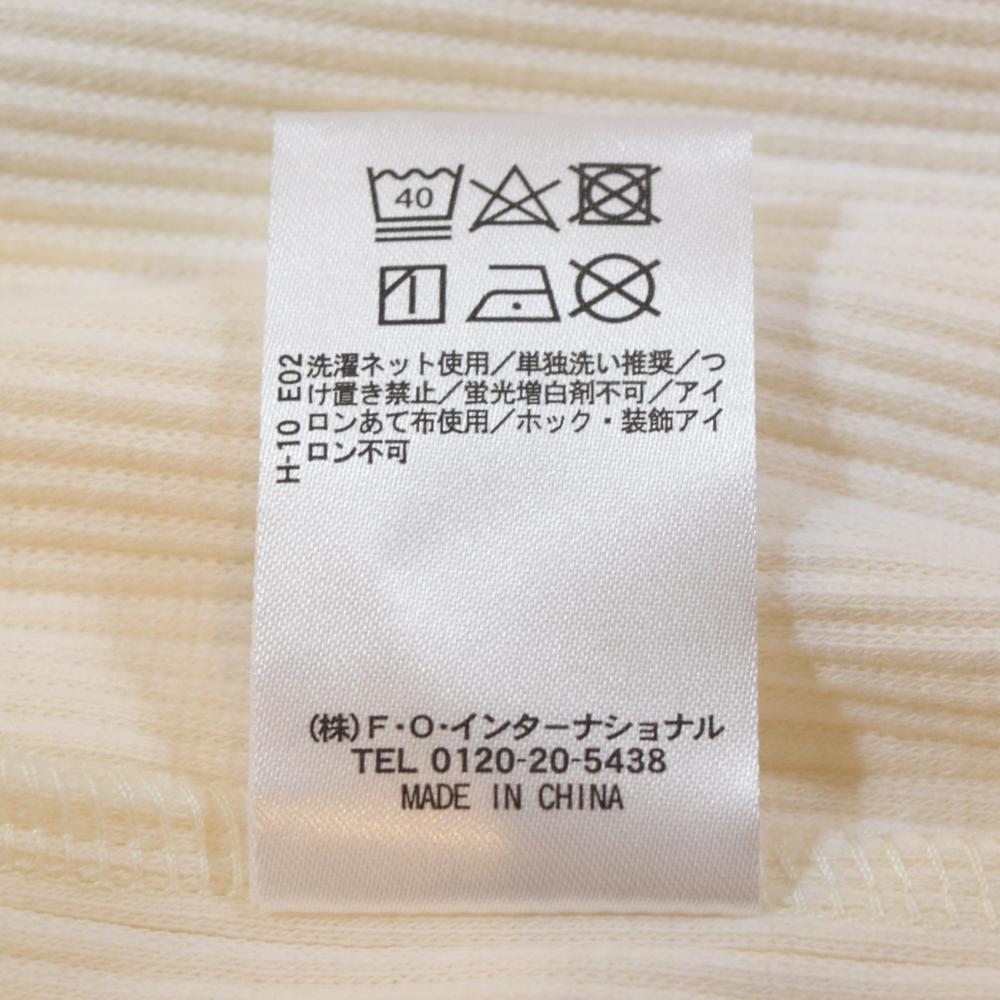 40
洗濯ネット使用／単独洗い推奨／つ
け置き禁止／蛍光増白剤不可／アイ
ロンあて布使用／ホック・装飾アイ
ロン不可
H-10 E02
(株)F・O・インターナショナル
TEL 0120-20-5438
MADE IN CHINA